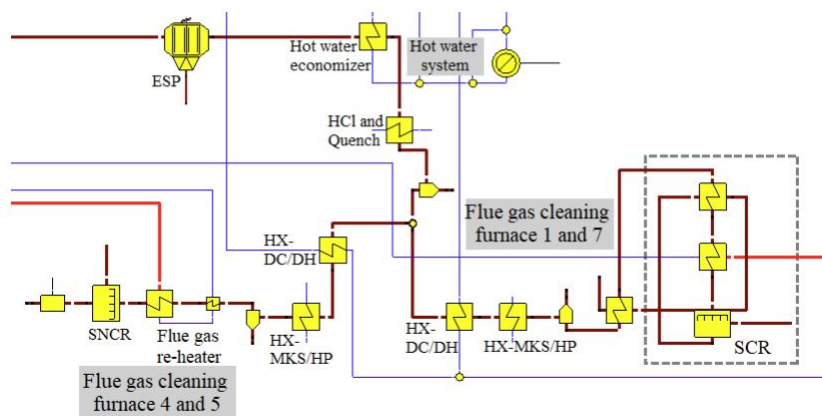 Hot water
economizer
Hot water
system
ESP
HCl and
Quench
Flue gas cleaning
furnace 1 and 7
HX-
DC/DH
SNCR
Flue gas
re-heater
HX-
MKS/HP
HX-
DC/DH
HX-MKS/HP
SCR
Flue gas cleaning
furnace 4 and 5